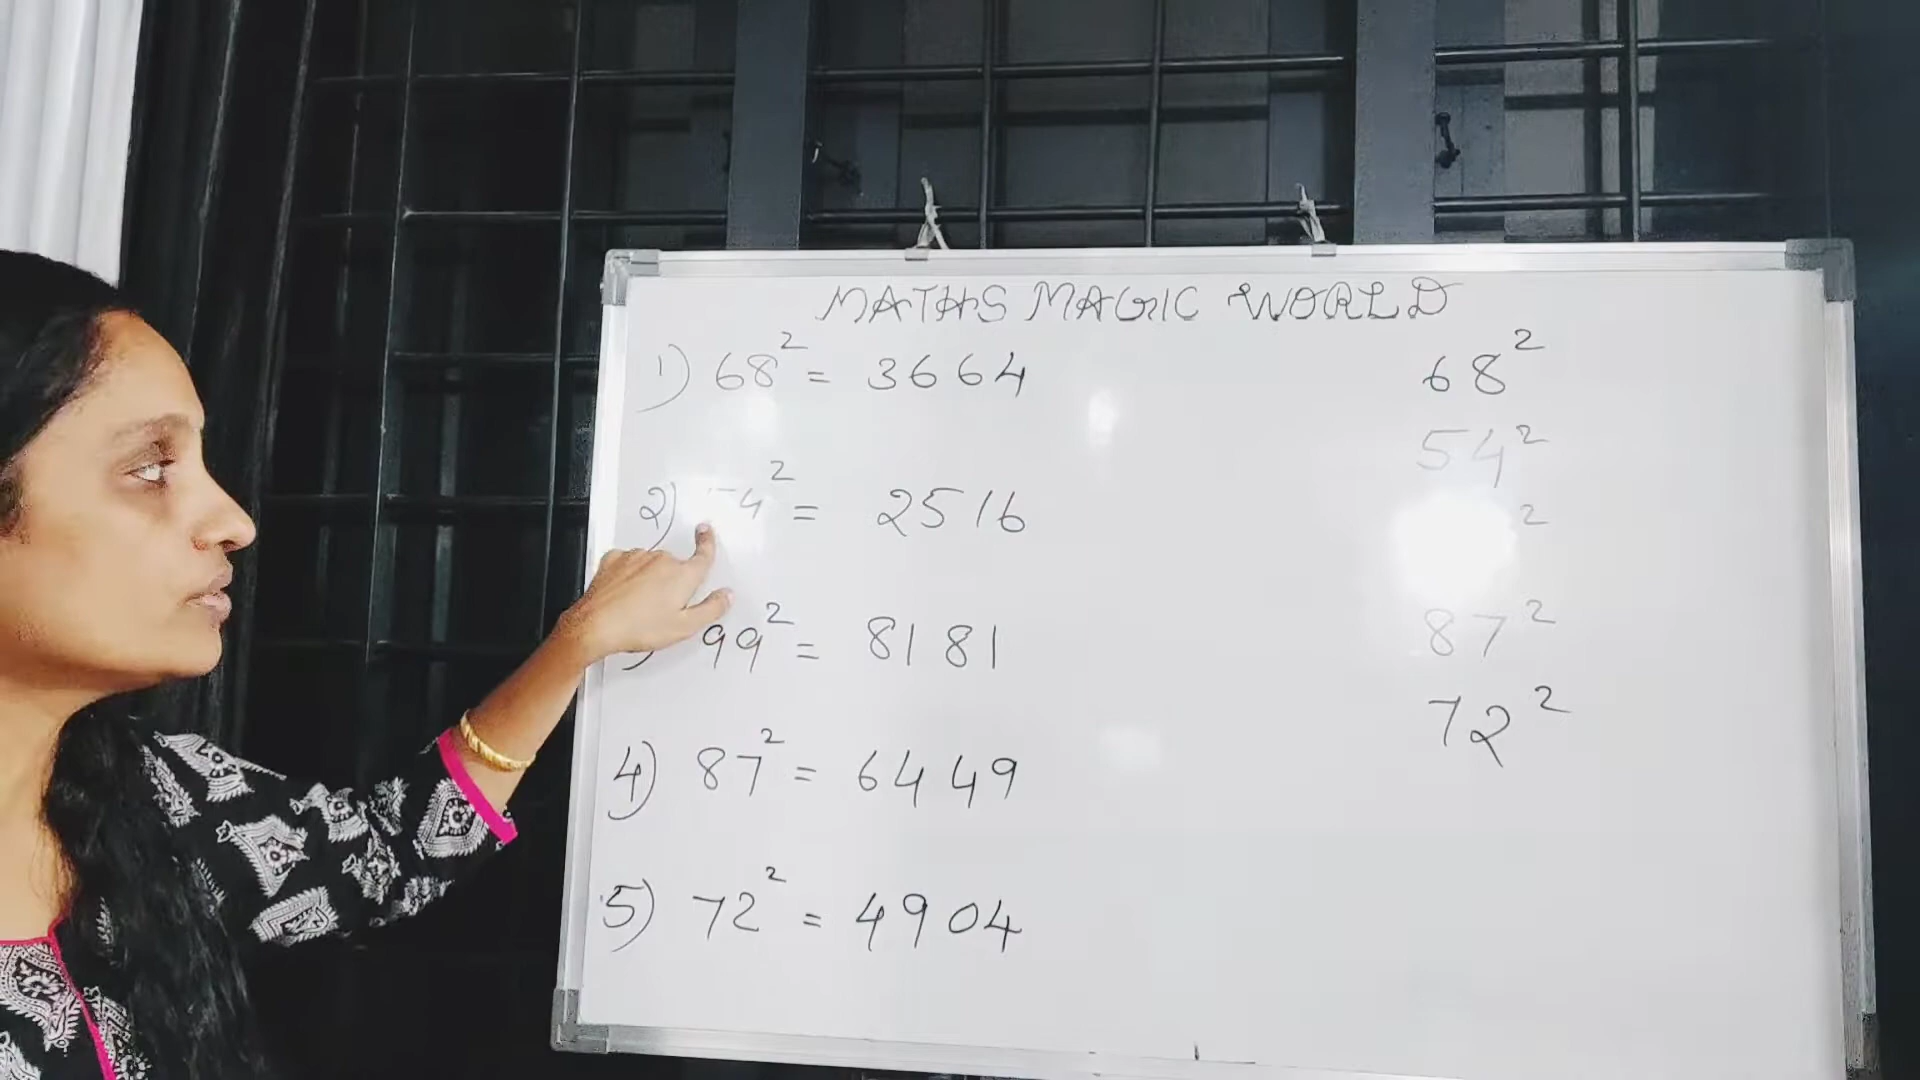 MATHS MAGIC WORLD
1) 68² = 3664
2) 54² = 2516
99² = 8181
4) 87² = 6449
5) 72² = 4904
68²
54²
²
87²
72²